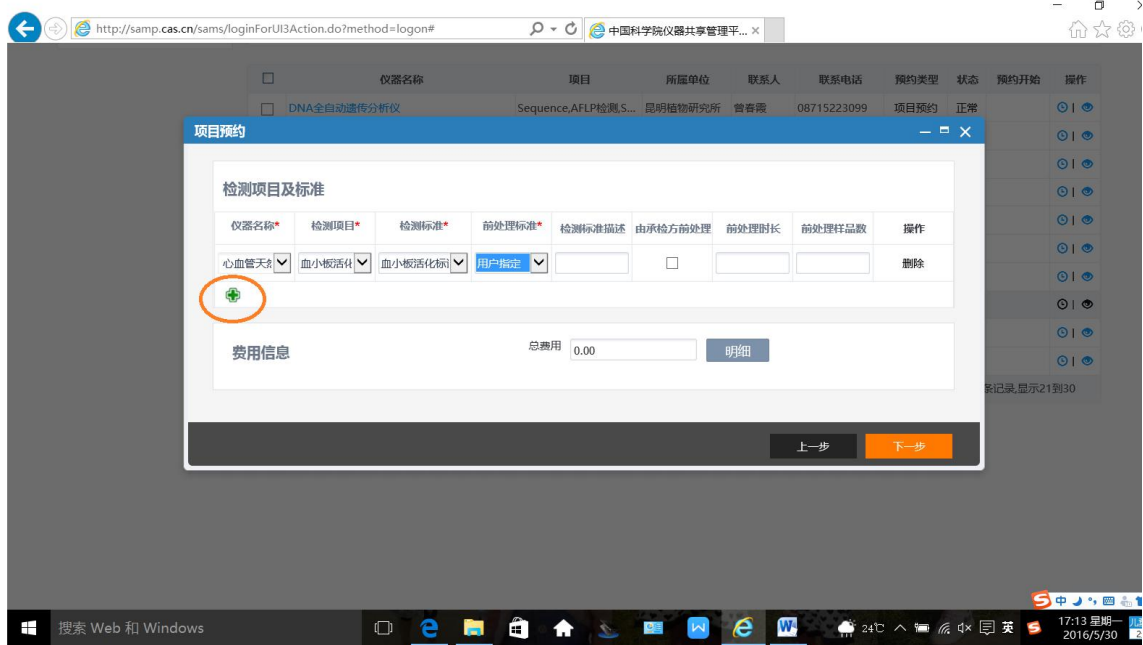 http://samp.cas.cn/sams/loginForUI3Action.do?method=logon#
中国科学院仪器共享管理平... ×
仪器名称 项目 所属单位 联系人 联系电话 预约类型 状态 预约开始 操作
DNA全自动遗传分析仪 Sequence,AFLP检测,S... 昆明植物研究所 曾春霞 08715223099 项目预约 正常
项目预约
检测项目及标准
仪器名称* 检测项目* 检测标准* 前处理标准* 检测标准描述 由承检方前处理 前处理时长 前处理样品数 操作
心血管天 血小板活化 血小板活化标 用户指定 删除
费用信息 总费用 0.00 明细
条记录,显示21到30
上一步 下一步
中
搜索 Web 和 Windows
24℃ 英 17:13 星期一
2016/5/30